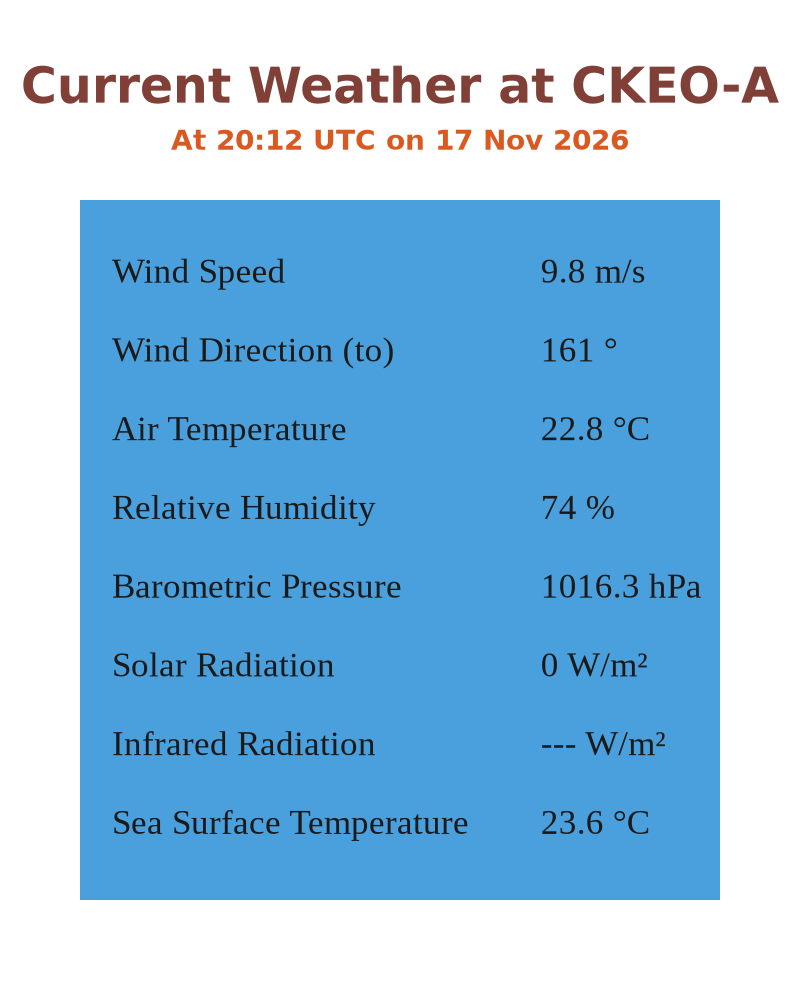 Current Weather at CKEO-A
At 20:12 UTC on 17 Nov 2026
Wind Speed 9.8 m/s
Wind Direction (to) 161 °
Air Temperature 22.8 °C
Relative Humidity 74 %
Barometric Pressure 1016.3 hPa
Solar Radiation 0 W/m²
Infrared Radiation --- W/m²
Sea Surface Temperature 23.6 °C